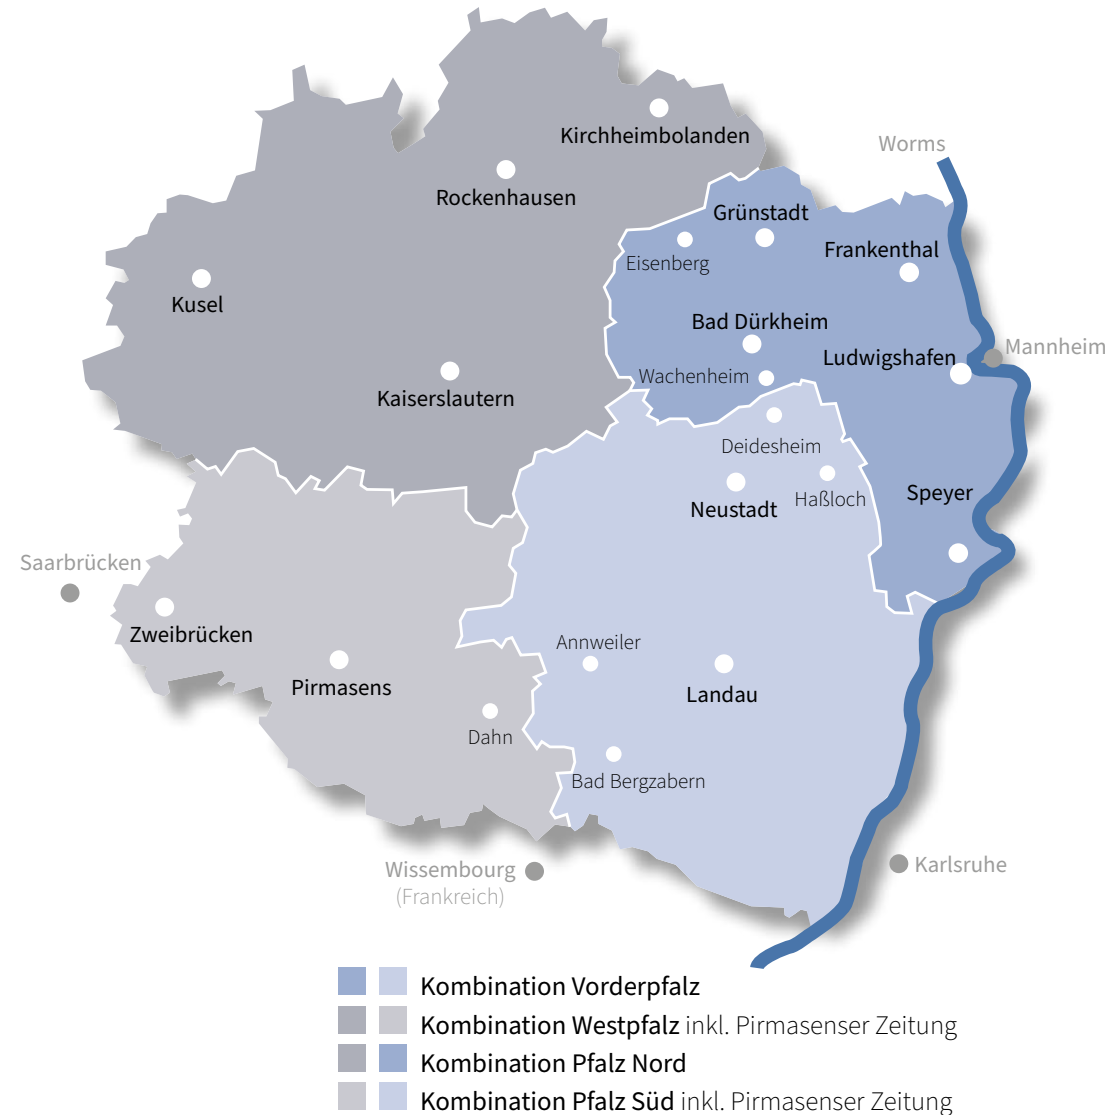 Kirchheimbolanden
Worms
Rockenhausen
Grünstadt
Frankenthal
Eisenberg
Kusel
Bad Dürkheim
Mannheim
Ludwigshafen
Wachenheim
Kaiserslautern
Deidesheim
Speyer
Haßloch
Neustadt
Saarbrücken
Zweibrücken
Annweiler
Pirmasens
Landau
Dahn
Bad Bergzabern
Karlsruhe
Wissembourg
(Frankreich)
Kombination Vorderpfalz
Kombination Westpfalz inkl. Pirmasenser Zeitung
Kombination Pfalz Nord
Kombination Pfalz Süd inkl. Pirmasenser Zeitung